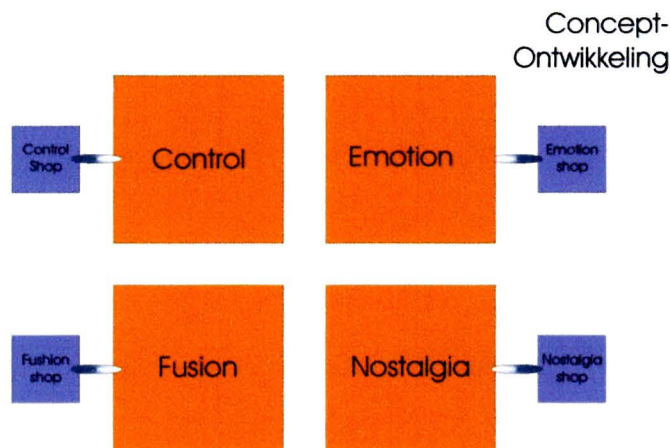 Concept-
Ontwikkeling
Control
Shop
Control
Emotion
Emotion
shop
Fushion
shop
Fusion
Nostalgia
Nostalgia
shop